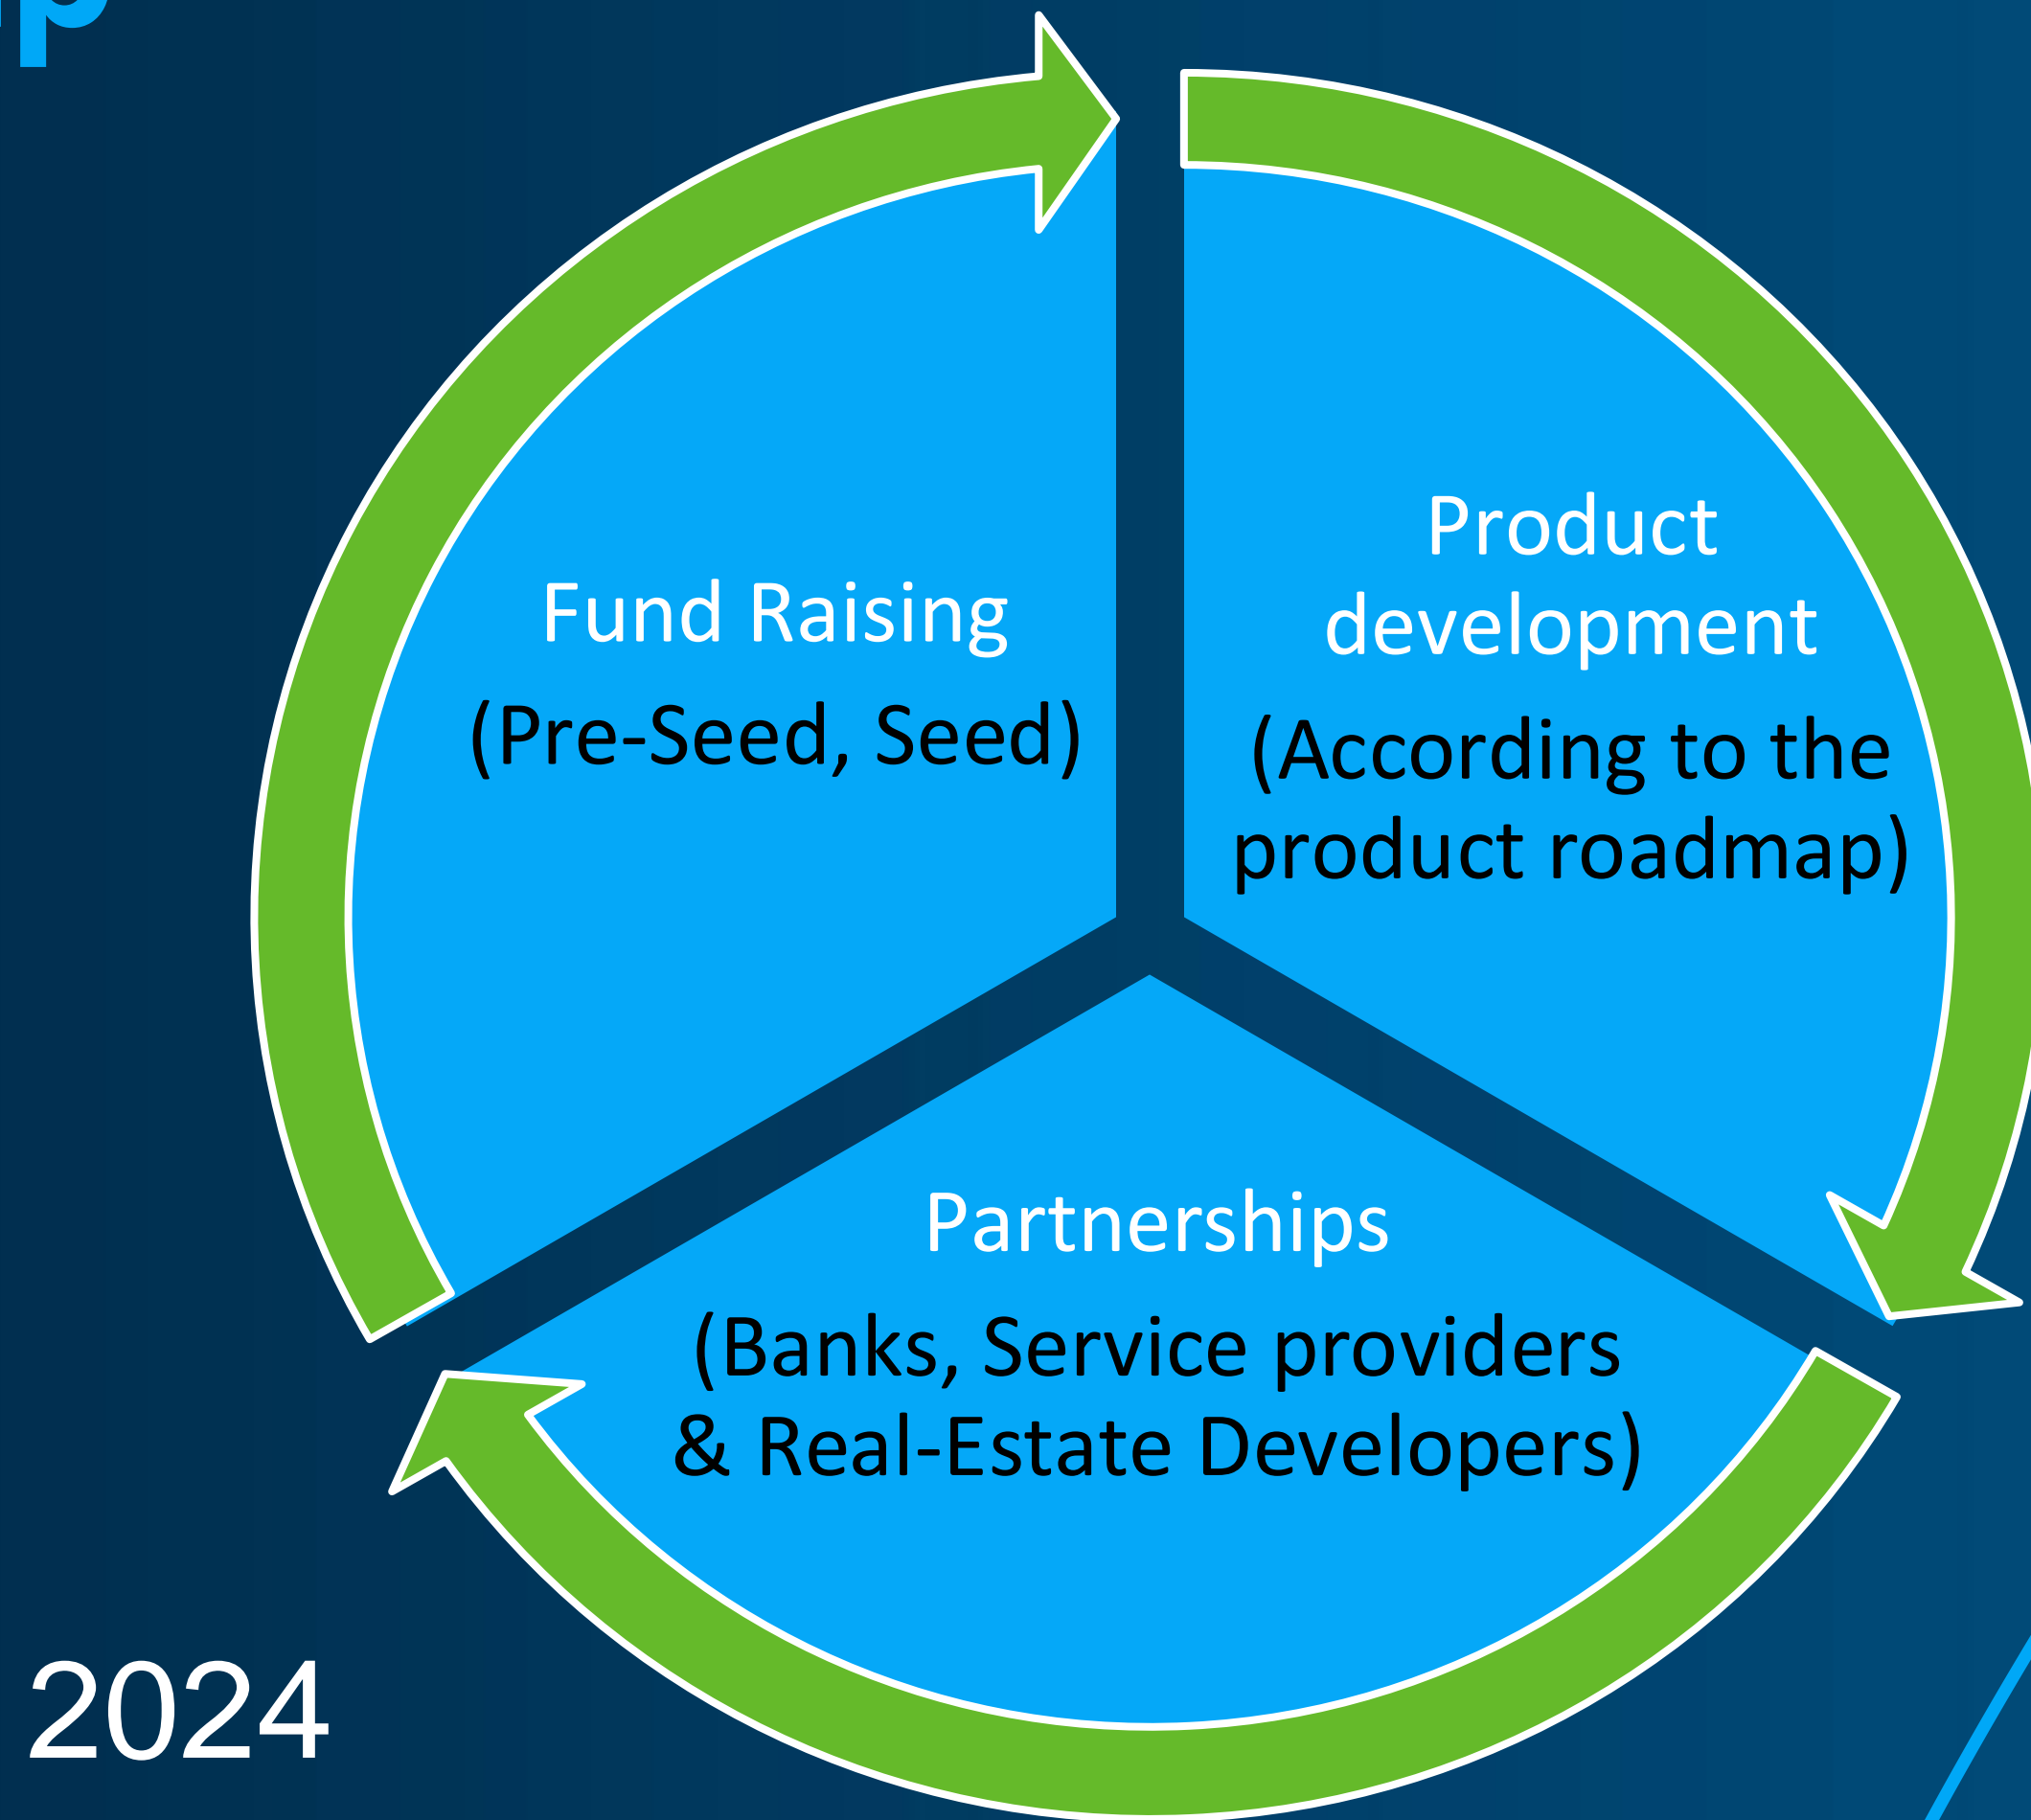 p
Fund Raising
(Pre-Seed, Seed)
Product
development
(According to the
product roadmap)
Partnerships
(Banks, Service providers
& Real-Estate Developers)
2024